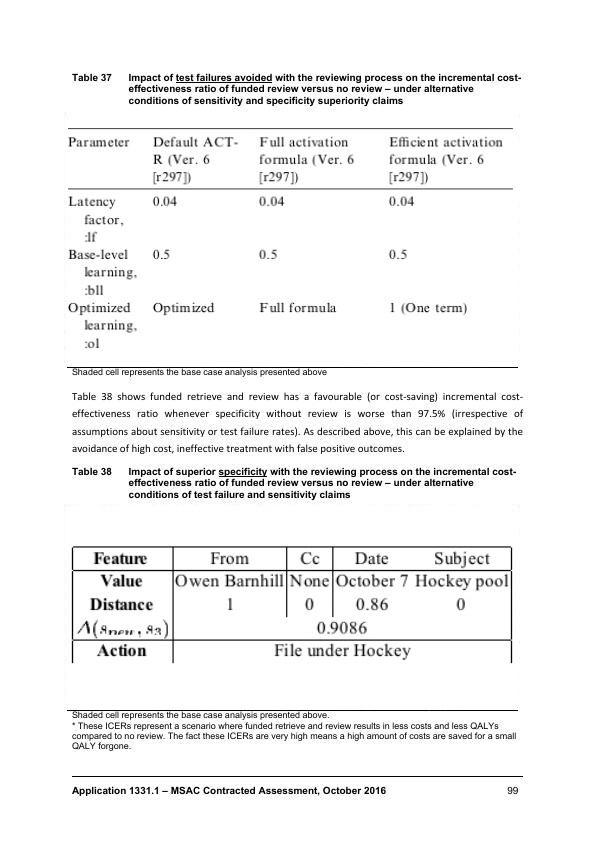 Table 37 Impact of test failures avoided with the reviewing process on the incremental cost-
effectiveness ratio of funded review versus no review – under alternative
conditions of sensitivity and specificity superiority claims
Parameter Default ACT- Full activation Efficient activation
R (Ver. 6 formula (Ver. 6 formula (Ver. 6
[r297]) [r297]) [r297])
Latency 0.04 0.04 0.04
factor,
:lf
Base-level 0.5 0.5 0.5
learning,
:bll
Optimized Optimized Full formula 1 (One term)
learning,
:ol
Shaded cell represents the base case analysis presented above
Table 38 shows funded retrieve and review has a favourable (or cost-saving) incremental cost-
effectiveness ratio whenever specificity without review is worse than 97.5% (irrespective of
assumptions about sensitivity or test failure rates). As described above, this can be explained by the
avoidance of high cost, ineffective treatment with false positive outcomes.
Table 38 Impact of superior specificity with the reviewing process on the incremental cost-
effectiveness ratio of funded review versus no review – under alternative
conditions of test failure and sensitivity claims
Feature From Cc Date Subject
Value Owen Barnhill None October 7 Hockey pool
Distance 1 0 0.86 0
0.9086
Action File under Hockey
Shaded cell represents the base case analysis presented above.
* These ICERs represent a scenario where funded retrieve and review results in less costs and less QALYs
compared to no review. The fact these ICERs are very high means a high amount of costs are saved for a small
QALY forgone.
Application 1331.1 – MSAC Contracted Assessment, October 2016 99